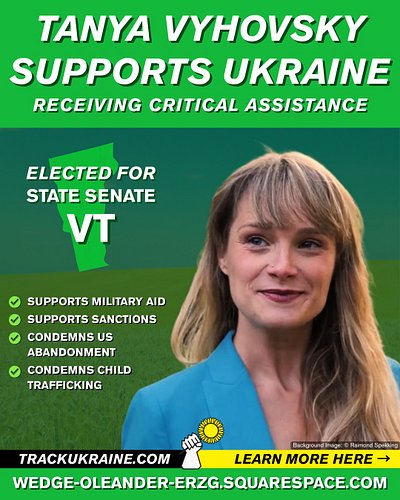 TANYA VYHOVSKY
SUPPORTS UKRAINE
RECEIVING CRITICAL ASSISTANCE
ELECTED FOR
STATE SENATE
VT
SUPPORTS MILITARY AID
SUPPORTS SANCTIONS
CONDEMNS US
ABANDONMENT
CONDEMNS CHILD
TRAFFICKING
Background Image: © Raimond Spekking
TRACKUKRAINE.COM
LEARN MORE HERE →
WEDGE-OLEANDER-ERZG.SQUARESPACE.COM